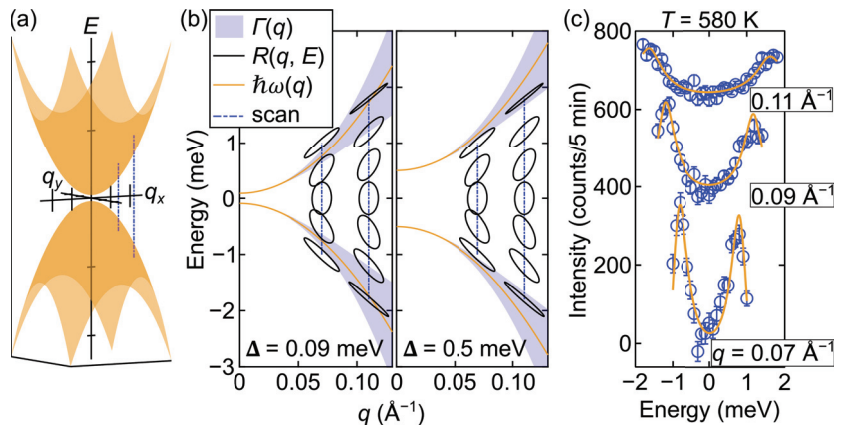 (a)
E
q_y
q_x
(b)
Γ(q)
R(q, E)
ℏω(q)
scan
Energy (meV)
1
0
−1
−2
−3
Δ = 0.09 meV
Δ = 0.5 meV
0
0.05
0.10
0
0.05
0.10
q (Å⁻¹)
(c)
T = 580 K
Intensity (counts/5 min)
800
600
400
200
0
0.11 Å⁻¹
0.09 Å⁻¹
q = 0.07 Å⁻¹
−2
−1
0
1
2
Energy (meV)